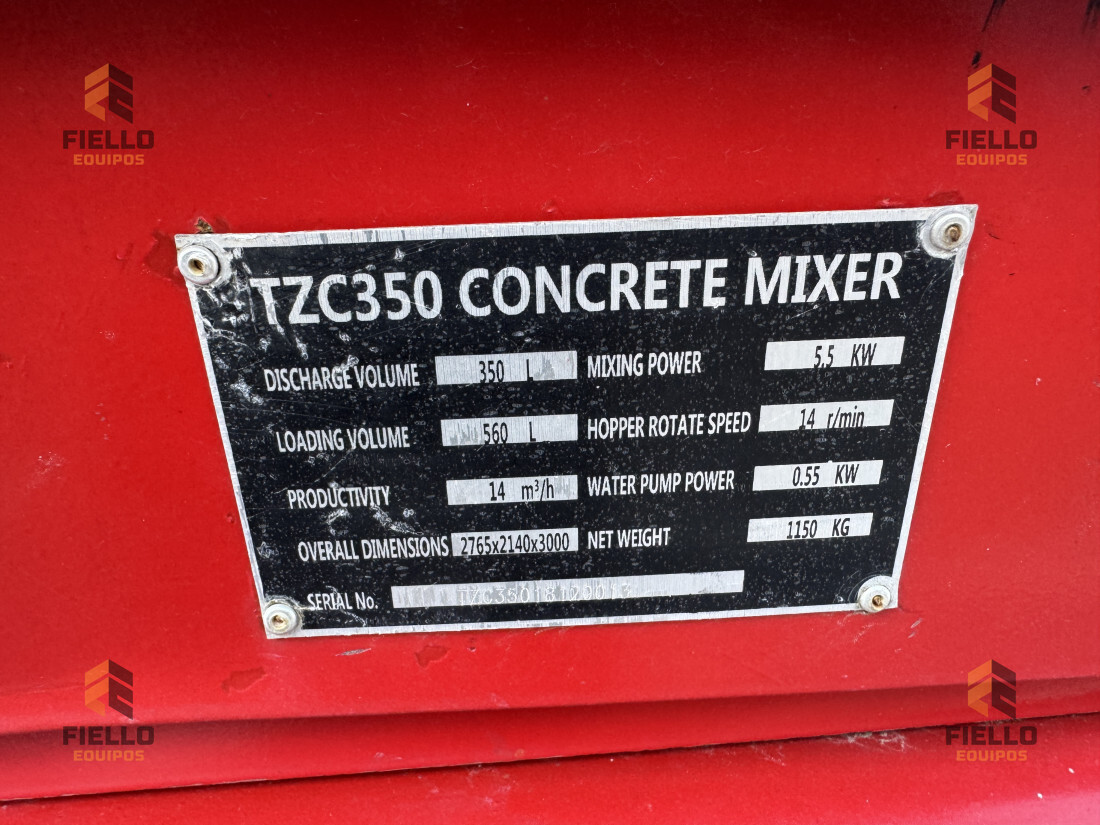 FIELLO
EQUIPOS
FIELLO
EQUIPOS
TZC350 CONCRETE MIXER
DISCHARGE VOLUME 350 L MIXING POWER 5.5 KW
LOADING VOLUME 560 L HOPPER ROTATE SPEED 14 r/min
PRODUCTIVITY 14 m³/h WATER PUMP POWER 0.55 KW
OVERALL DIMENSIONS 2765x2140x3000 NET WEIGHT 1150 KG
SERIAL No.
FIELLO
EQUIPOS
FIELLO
EQUIPOS